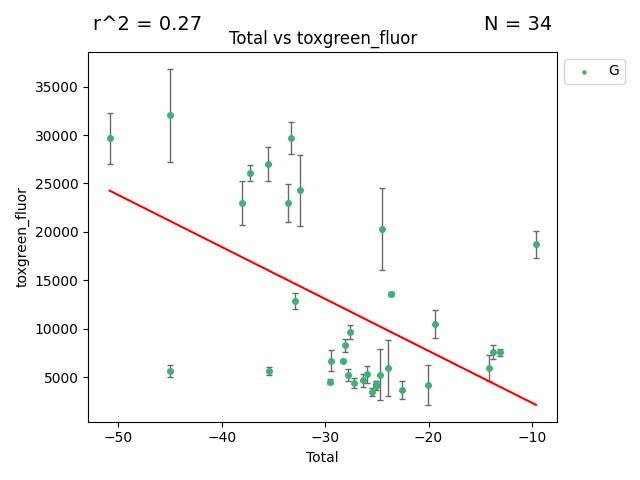 r^2 = 0.27
N = 34
Total vs toxgreen_fluor
G
toxgreen_fluor
35000
30000
25000
20000
15000
10000
5000
−50
−40
−30
−20
−10
Total